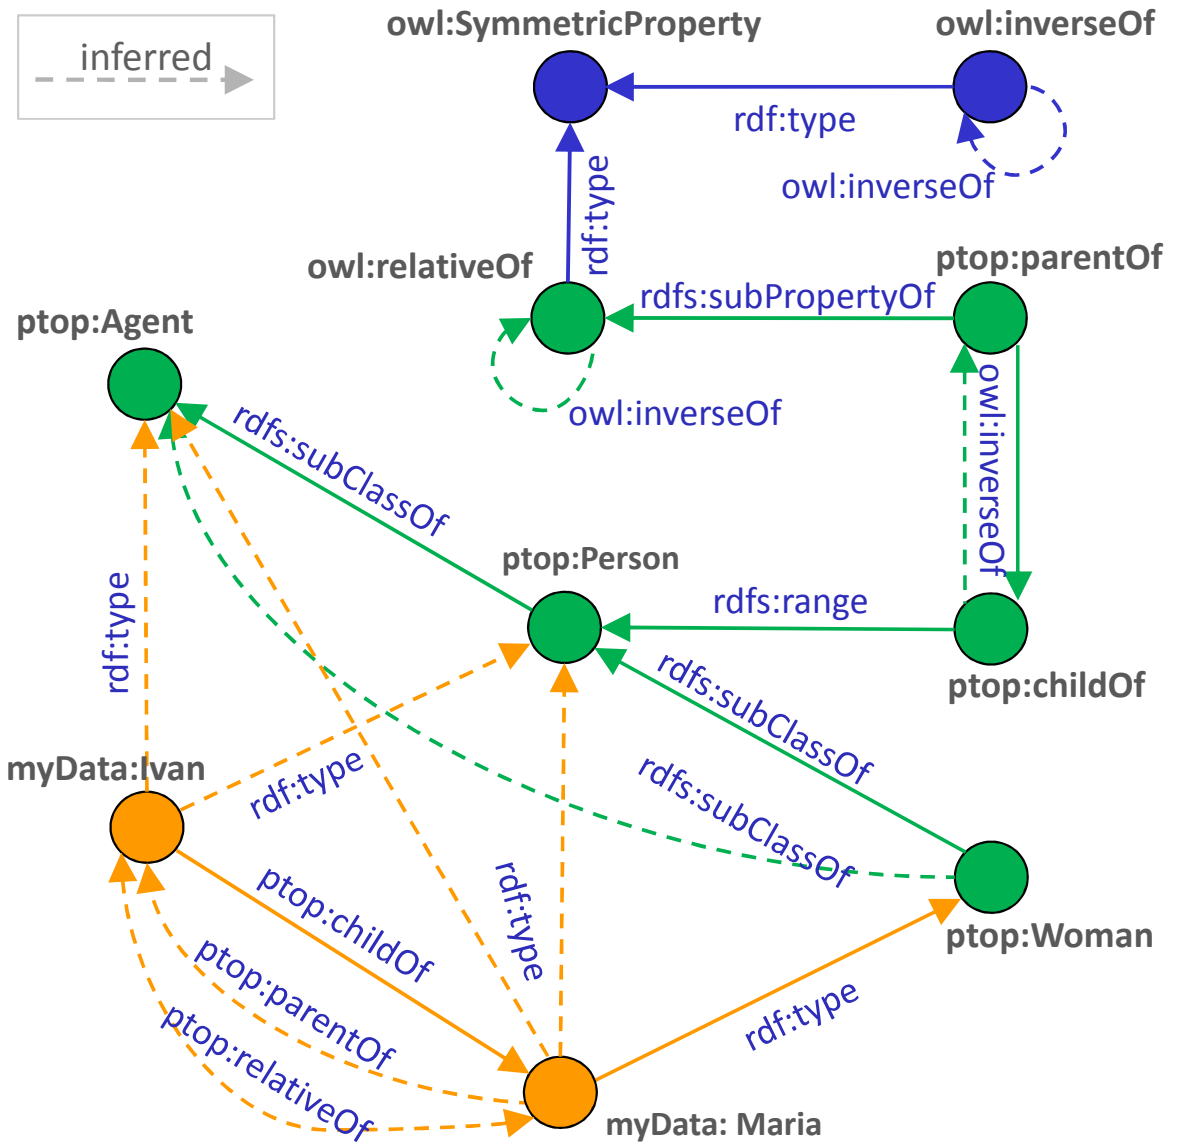 owl:SymmetricProperty
owl:inverseOf
inferred
rdf:type
owl:inverseOf
rdf:type
owl:relativeOf
ptop:parentOf
rdfs:subPropertyOf
ptop:Agent
owl:inverseOf
owl:inverseOf
rdfs:subClassOf
ptop:Person
rdfs:range
rdf:type
ptop:childOf
rdfs:subClassOf
myData:Ivan
rdf:type
rdfs:subClassOf
rdf:type
ptop:childOf
ptop:Woman
ptop:parentOf
rdf:type
ptop:relativeOf
myData: Maria